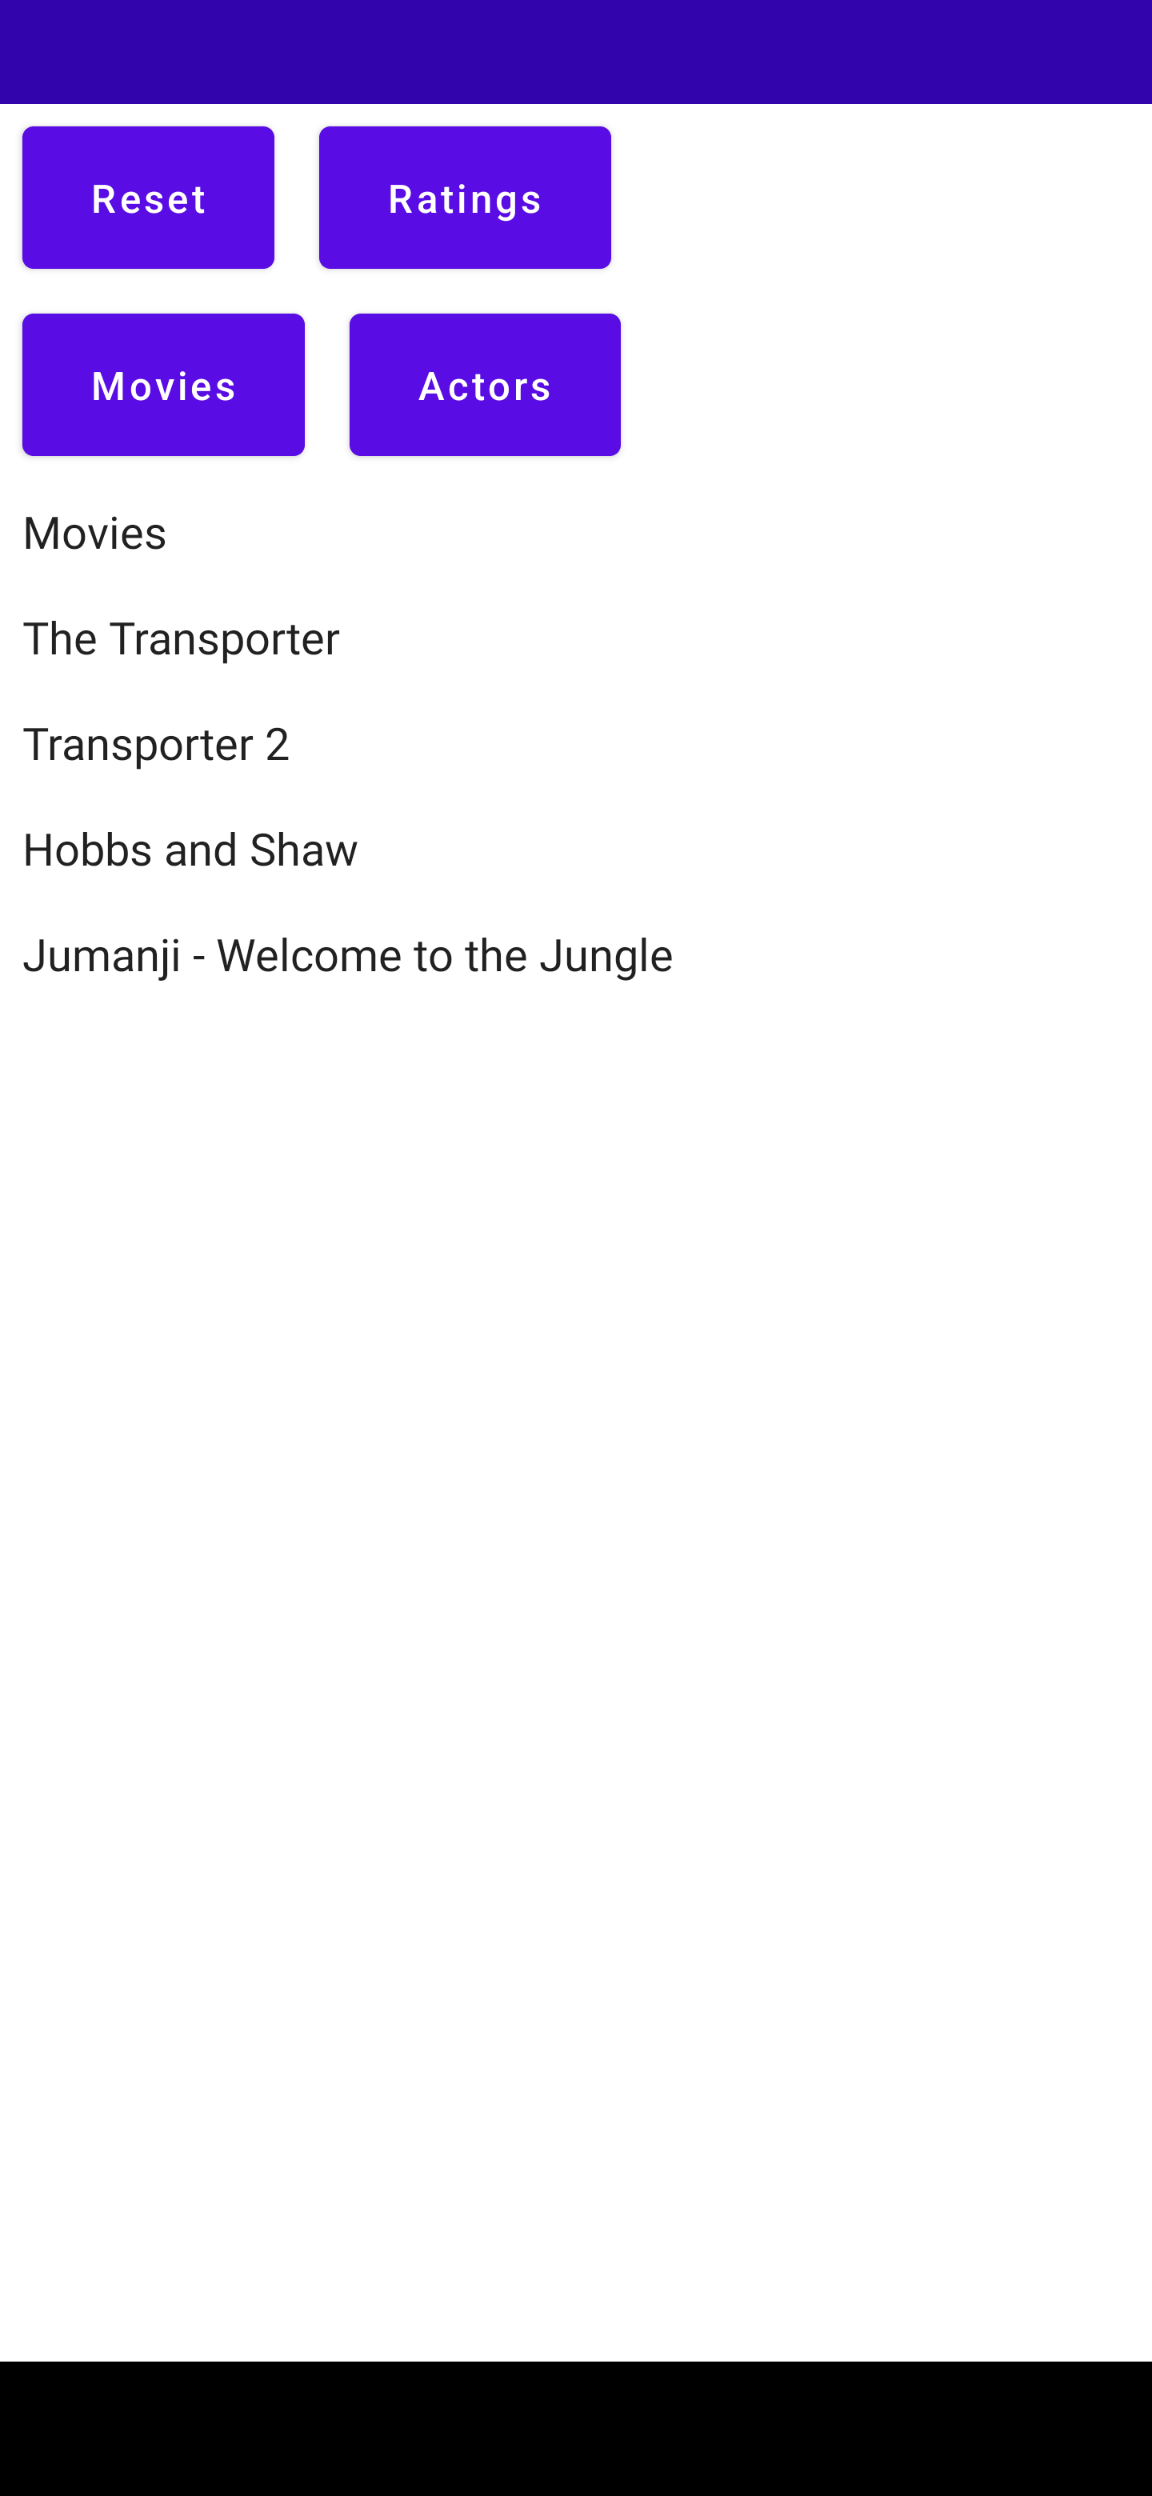 Reset Ratings
Movies Actors
Movies
The Transporter
Transporter 2
Hobbs and Shaw
Jumanji - Welcome to the Jungle